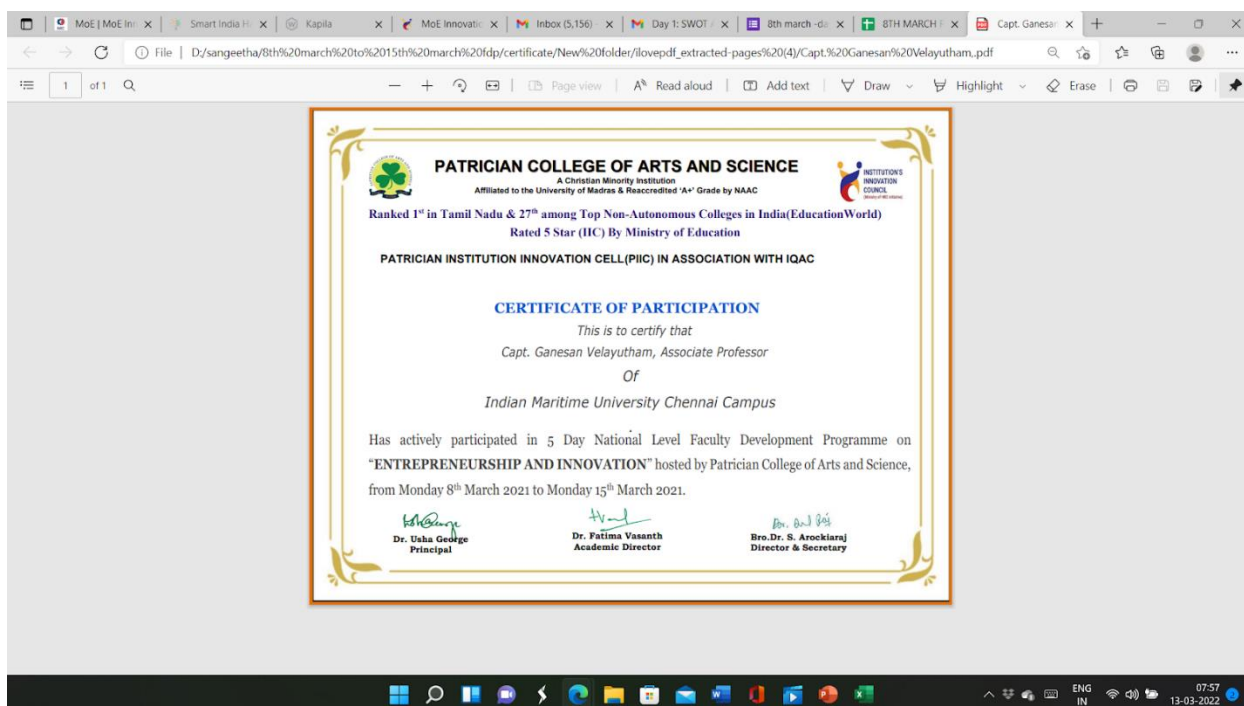 MoE | MoE Inn
Smart India Ha
Kapila
MoE Innovatic
Inbox (5,156)
Day 1: SWOT
8th march -da
8TH MARCH F
Capt. Ganesan
File | D:/sangeetha/8th%20march%20to%2015th%20march%20fdp/certificate/New%20folder/ilovepdf_extracted-pages%20(4)/Capt.%20Ganesan%20Velayutham,.pdf
1 of 1
Page view
Read aloud
Add text
Draw
Highlight
Erase
PATRICIAN COLLEGE OF ARTS AND SCIENCE
A Christian Minority Institution
Affiliated to the University of Madras & Reaccredited 'A+' Grade by NAAC
INSTITUTION'S
INNOVATION
COUNCIL
(Ministry of HRD Initiative)
Ranked 1st in Tamil Nadu & 27th among Top Non-Autonomous Colleges in India(EducationWorld)
Rated 5 Star (IIC) By Ministry of Education
PATRICIAN INSTITUTION INNOVATION CELL(PIIC) IN ASSOCIATION WITH IQAC
CERTIFICATE OF PARTICIPATION
This is to certify that
Capt. Ganesan Velayutham, Associate Professor
Of
Indian Maritime University Chennai Campus
Has actively participated in 5 Day National Level Faculty Development Programme on
“ENTREPRENEURSHIP AND INNOVATION” hosted by Patrician College of Arts and Science,
from Monday 8th March 2021 to Monday 15th March 2021.
Dr. Usha George
Principal
Dr. Fatima Vasanth
Academic Director
Bro.Dr. S. Arockiaraj
Director & Secretary
ENG
IN
07:57
13-03-2022